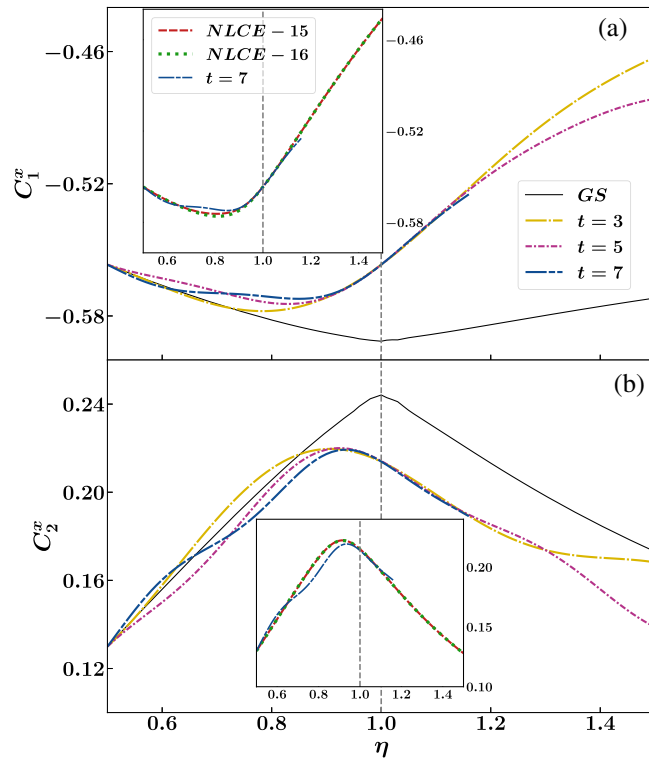 (a)
−0.46
−0.52
−0.58
C₁ˣ
NLCE − 15
NLCE − 16
t = 7
−0.46
−0.52
−0.58
0.6 0.8 1.0 1.2 1.4
GS
t = 3
t = 5
t = 7
(b)
0.24
0.20
0.16
0.12
C₂ˣ
0.20
0.15
0.10
0.6 0.8 1.0 1.2 1.4
0.6 0.8 1.0 1.2 1.4
η